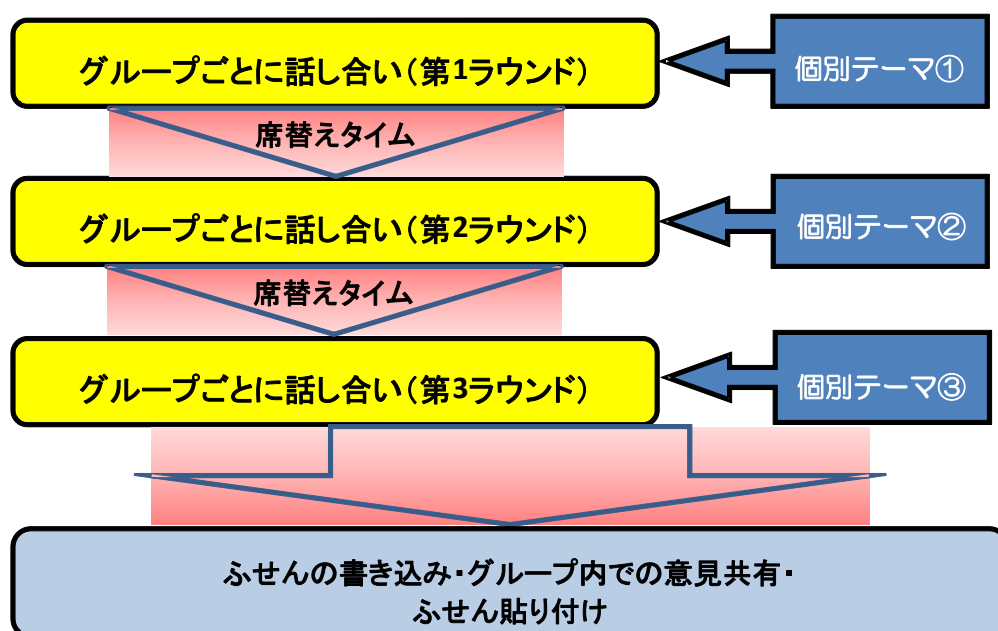 グループごとに話し合い（第1ラウンド）
個別テーマ①
席替えタイム
グループごとに話し合い（第2ラウンド）
個別テーマ②
席替えタイム
グループごとに話し合い（第3ラウンド）
個別テーマ③
ふせんの書き込み・グループ内での意見共有・
ふせん貼り付け